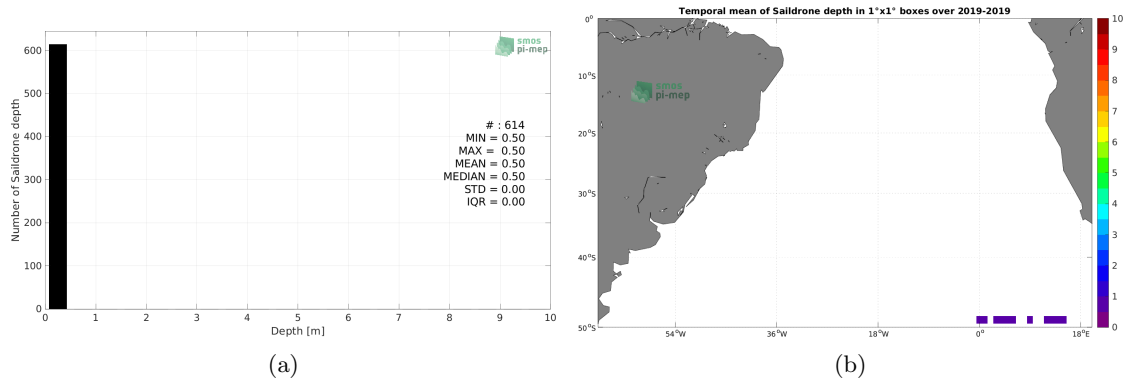 Number of Saildrone depth
600
500
400
300
200
100
0
0 1 2 3 4 5 6 7 8 9 10
Depth [m]
smos
pi-mep
# : 614
MIN = 0.50
MAX = 0.50
MEAN = 0.50
MEDIAN = 0.50
STD = 0.00
IQR = 0.00
(a)
Temporal mean of Saildrone depth in 1°x1° boxes over 2019-2019
0°
10°S
20°S
30°S
40°S
50°S
54°W 36°W 18°W 0° 18°E
smos
pi-mep
10
9
8
7
6
5
4
3
2
1
0
(b)